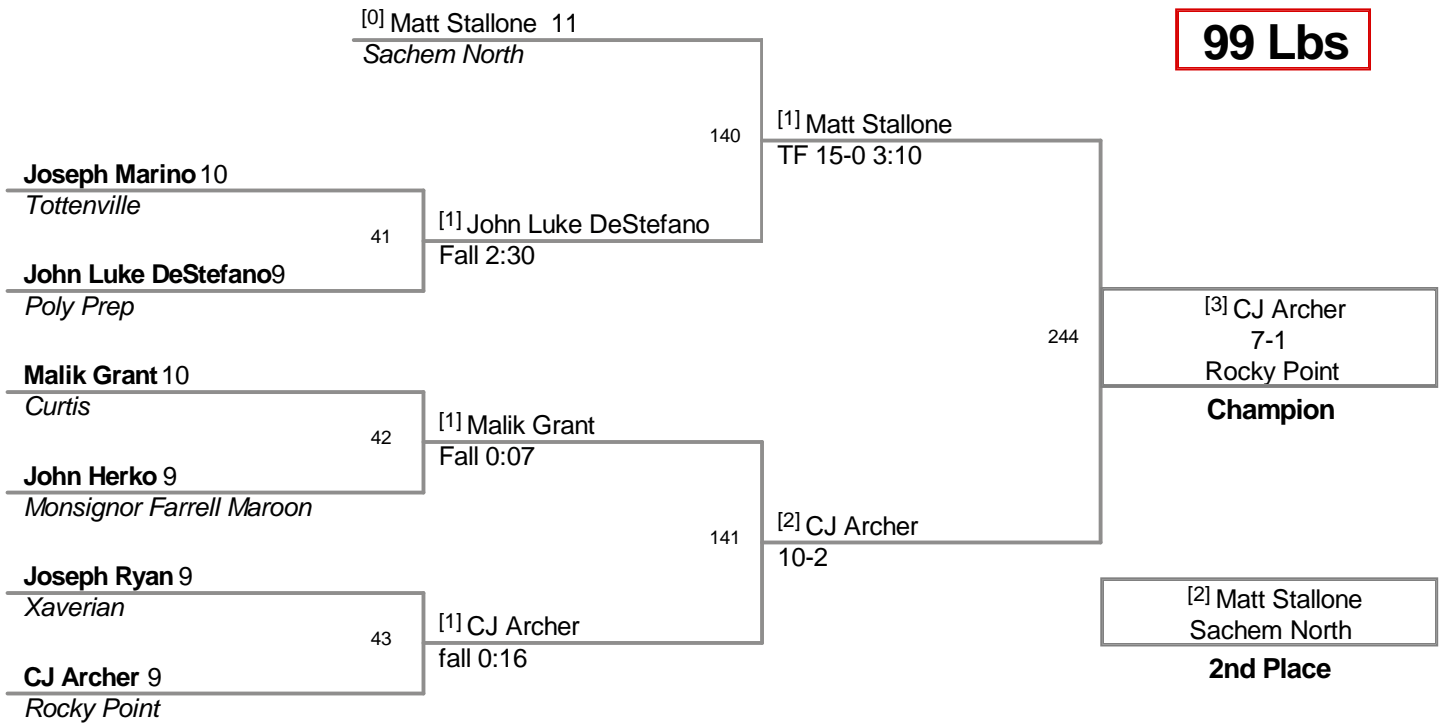 [0] Matt Stallone 11
Sachem North
99 Lbs
140
[1] Matt Stallone
TF 15-0 3:10
Joseph Marino 10
Tottenville
41
[1] John Luke DeStefano
Fall 2:30
John Luke DeStefano 9
Poly Prep
244
[3] CJ Archer
7-1
Rocky Point
Champion
Malik Grant 10
Curtis
42
[1] Malik Grant
Fall 0:07
John Herko 9
Monsignor Farrell Maroon
141
[2] CJ Archer
10-2
Joseph Ryan 9
Xaverian
43
[1] CJ Archer
fall 0:16
CJ Archer 9
Rocky Point
[2] Matt Stallone
Sachem North
2nd Place